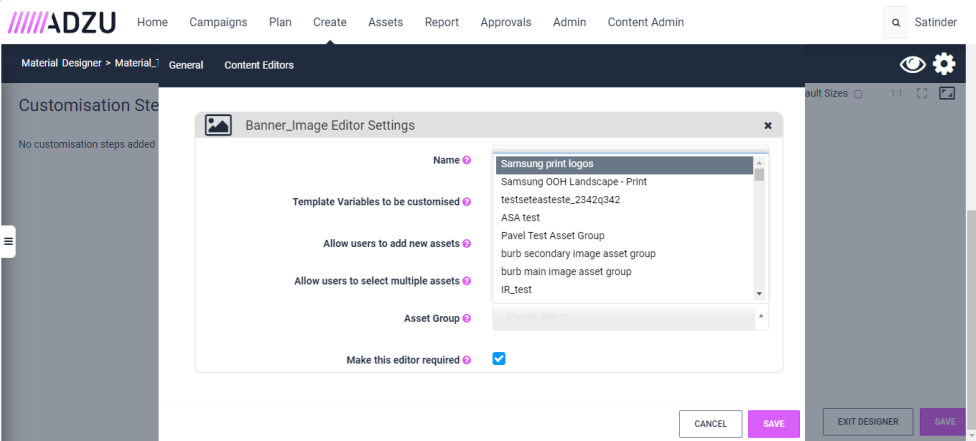 ADZU Home Campaigns Plan Create Assets Report Approvals Admin Content Admin Satinder
Material Designer > Material_ General Content Editors
Customisation Ste
ault Sizes 1:1
No customisation steps added
Banner_Image Editor Settings
Name
Samsung print logos
Samsung OOH Landscape - Print
Template Variables to be customised
testseteasteste_2342q342
ASA test
Allow users to add new assets
Pavel Test Asset Group
burb secondary image asset group
Allow users to select multiple assets
burb main image asset group
IR_test
Asset Group
Please Select
Make this editor required
CANCEL SAVE
EXIT DESIGNER SAVE